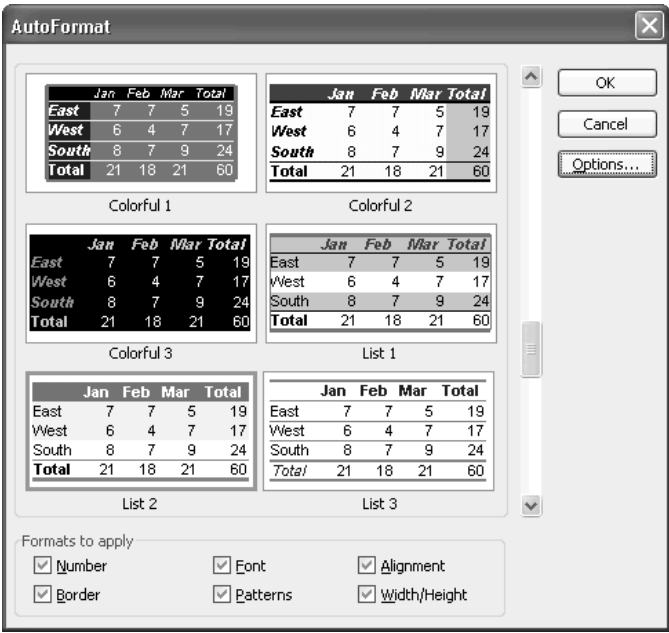 AutoFormat
Jan Feb Mar Total
East 7 7 5 19
West 6 4 7 17
South 8 7 9 24
Total 21 18 21 60
Colorful 1
Jan Feb Mar Total
East 7 7 5 19
West 6 4 7 17
South 8 7 9 24
Total 21 18 21 60
Colorful 2
OK
Cancel
Options...
Jan Feb Mar Total
East 7 7 5 19
West 6 4 7 17
South 8 7 9 24
Total 21 18 21 60
Colorful 3
Jan Feb Mar Total
East 7 7 5 19
West 6 4 7 17
South 8 7 9 24
Total 21 18 21 60
List 1
Jan Feb Mar Total
East 7 7 5 19
West 6 4 7 17
South 8 7 9 24
Total 21 18 21 60
List 2
Jan Feb Mar Total
East 7 7 5 19
West 6 4 7 17
South 8 7 9 24
Total 21 18 21 60
List 3
Formats to apply
Number Font Alignment
Border Patterns Width/Height